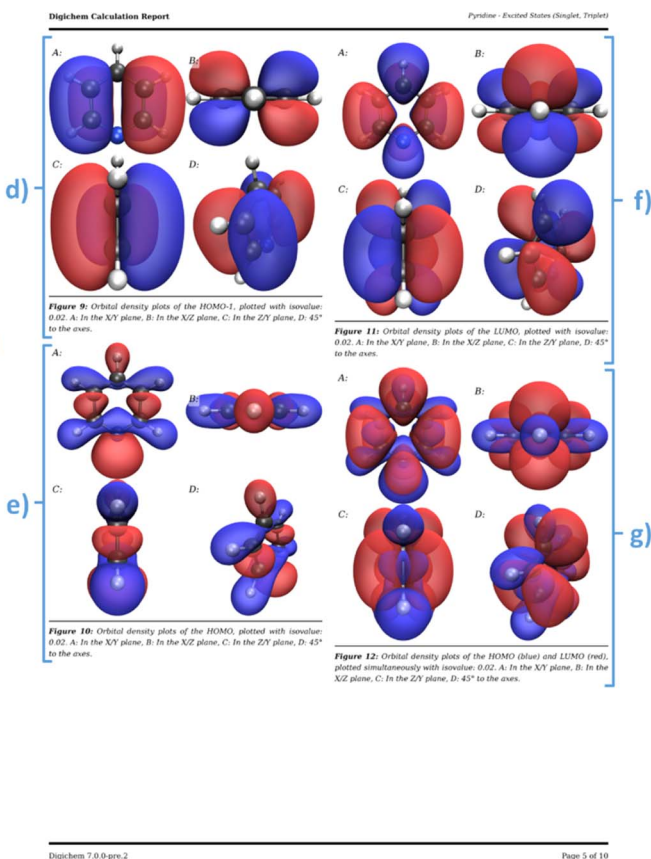 Digichem Calculation Report
Pyridine - Excited States (Singlet, Triplet)
d)
A:
B:
C:
D:
Figure 9: Orbital density plots of the HOMO-1, plotted with isovalue:
0.02. A: In the X/Y plane, B: In the X/Z plane, C: In the Z/Y plane, D: 45°
to the axes.
e)
A:
B:
C:
D:
Figure 10: Orbital density plots of the HOMO, plotted with isovalue:
0.02. A: In the X/Y plane, B: In the X/Z plane, C: In the Z/Y plane, D: 45°
to the axes.
f)
A:
B:
C:
D:
Figure 11: Orbital density plots of the LUMO, plotted with isovalue:
0.02. A: In the X/Y plane, B: In the X/Z plane, C: In the Z/Y plane, D: 45°
to the axes.
g)
A:
B:
C:
D:
Figure 12: Orbital density plots of the HOMO (blue) and LUMO (red),
plotted simultaneously with isovalue: 0.02. A: In the X/Y plane, B: In the
X/Z plane, C: In the Z/Y plane, D: 45° to the axes.
Digichem 7.0.0-pre.2
Page 5 of 10